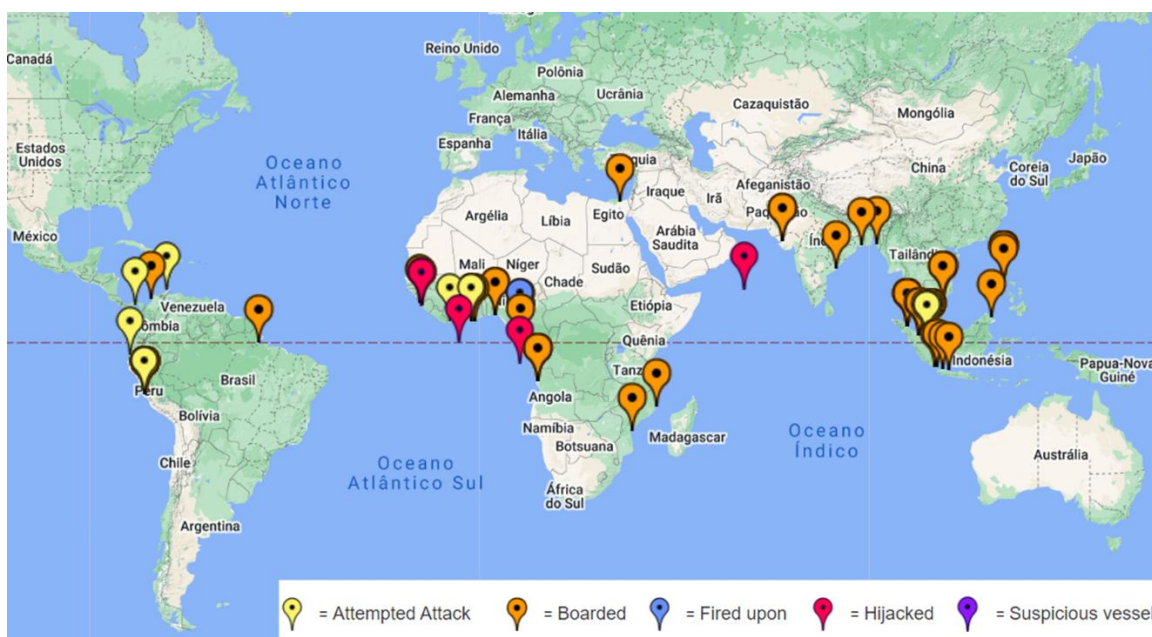 Canadá
Reino Unido
Polônia
Alemanha
Ucrânia
Cazaquistão
Mongólia
França
Itália
Estados
Unidos
Oceano
Atlântico
Norte
Espanha
China
Coreia
do Sul
Japão
Afeganistão
Iraque
Irã
México
Argélia
Líbia
Egito
Arábia
Saudita
Mali
Níger
Chade
Sudão
Etiópia
Venezuela
Quênia
Indonésia
Papua-Nova
Guiné
Brasil
Peru
Angola
Bolívia
Namíbia
Botsuana
Madagascar
Oceano
Índico
Austrália
Chile
Oceano
Atlântico Sul
África
do Sul
Argentina
= Attempted Attack
= Boarded
= Fired upon
= Hijacked
= Suspicious vessel